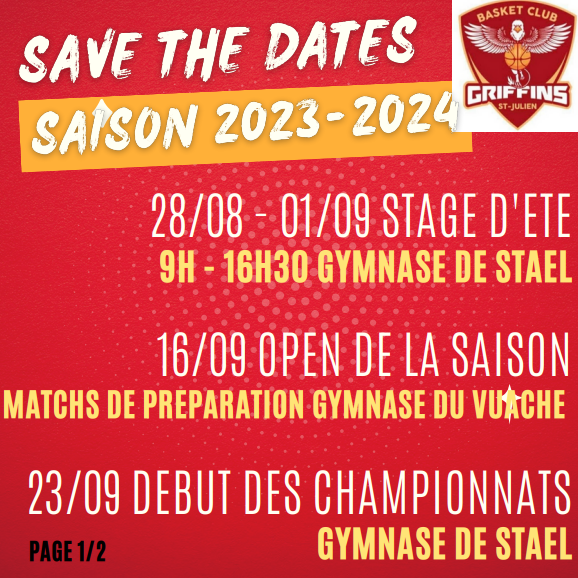 SAVE THE DATES
BASKET CLUB
GRIFFINS
ST-JULIEN
SAISON 2023-2024
28/08 - 01/09 STAGE D'ETE
9H - 16H30 GYMNASE DE STAEL
16/09 OPEN DE LA SAISON
MATCHS DE PREPARATION GYMNASE DU VUACHE
23/09 DEBUT DES CHAMPIONNATS
GYMNASE DE STAEL
PAGE 1/2